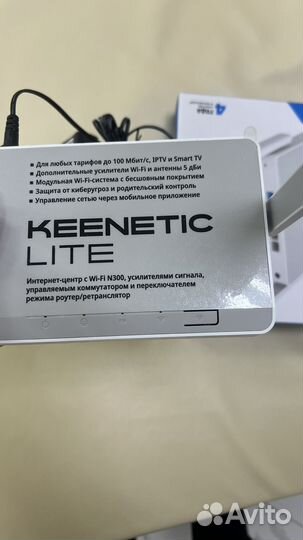 • Для любых тарифов до 100 Мбит/с, IPTV и Smart TV
• Дополнительные усилители Wi-Fi и антенны 5 дБи
• Модульная Wi-Fi-система с бесшовным покрытием
• Защита от киберугроз и родительский контроль
• Управление сетью через мобильное приложение
KEENETIC
LITE
Интернет-центр с Wi-Fi N300, усилителями сигнала,
управляемым коммутатором и переключателем
режима роутер/ретранслятор
4
Avito